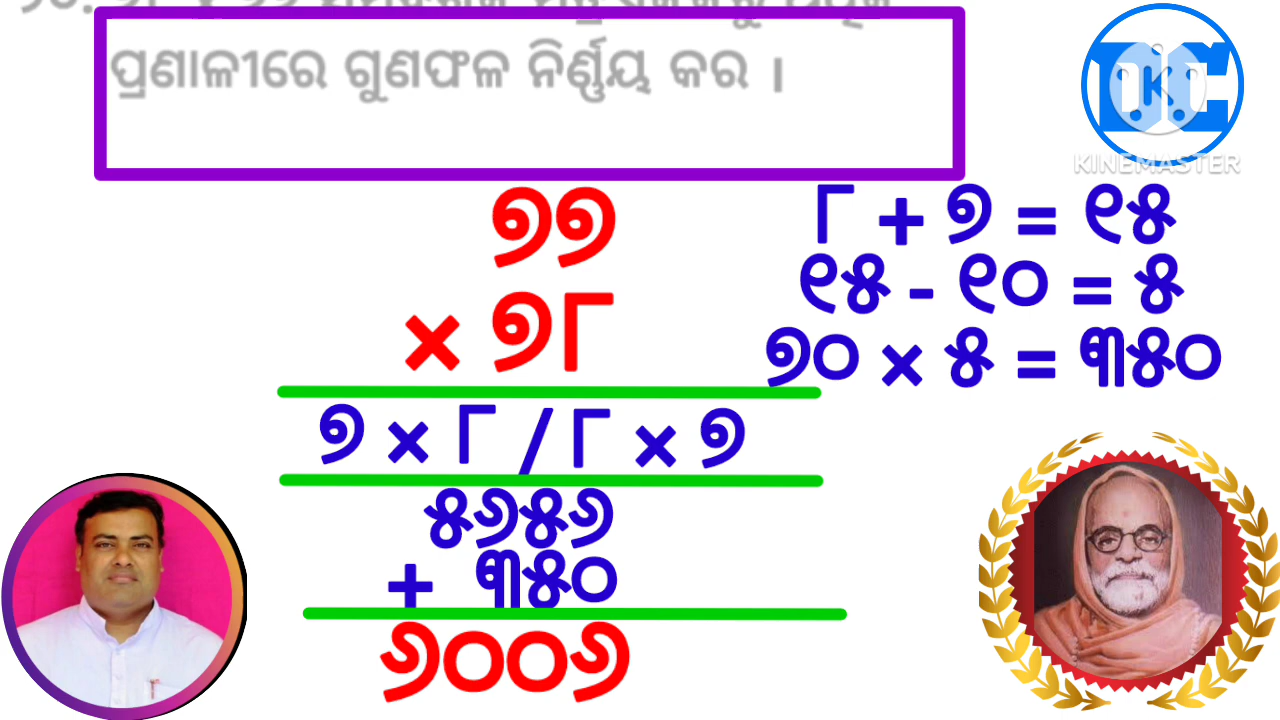 ପ୍ରଣାଳୀରେ ଗୁଣଫଳ ନିର୍ଣ୍ଣୟ କର ।
KINEMASTER
୭୭
× ୭୮
୭ × ୮ / ୮ × ୭
୫୬୫୬
+ ୩୫୦
୬୦୦୬
୮ + ୭ = ୧୫
୧୫ - ୧୦ = ୫
୭୦ × ୫ = ୩୫୦